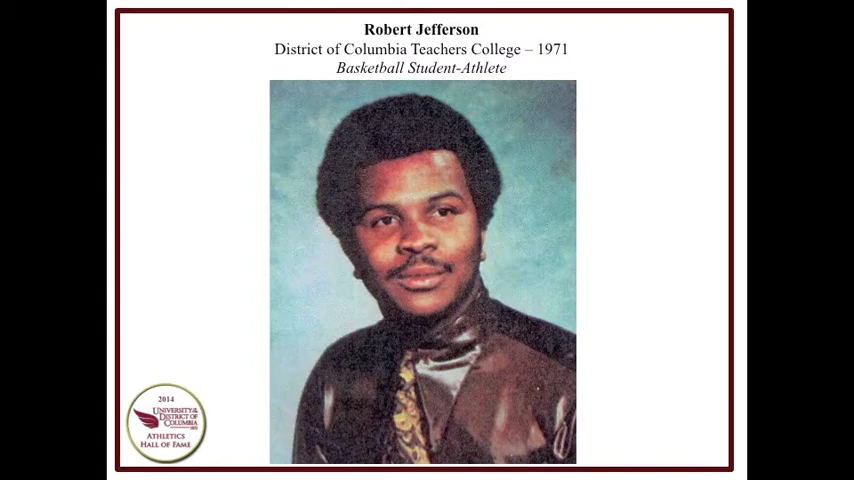 Robert Jefferson
District of Columbia Teachers College – 1971
Basketball Student-Athlete
2014
UNIVERSITY OF THE
DISTRICT OF
COLUMBIA
ATHLETICS
HALL OF FAME